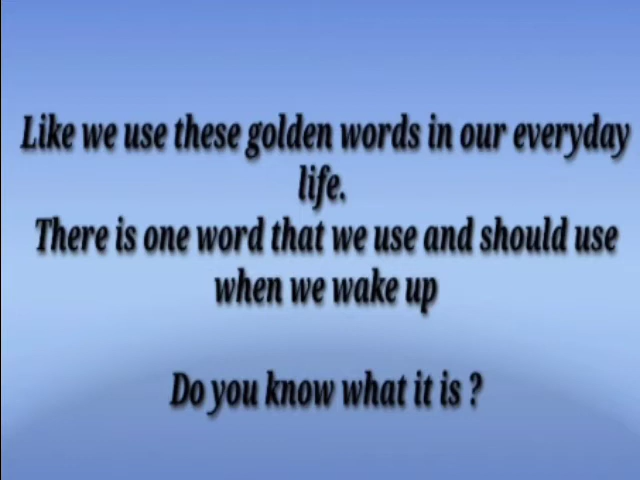 Like we use these golden words in our everyday
life.
There is one word that we use and should use
when we wake up
Do you know what it is ?